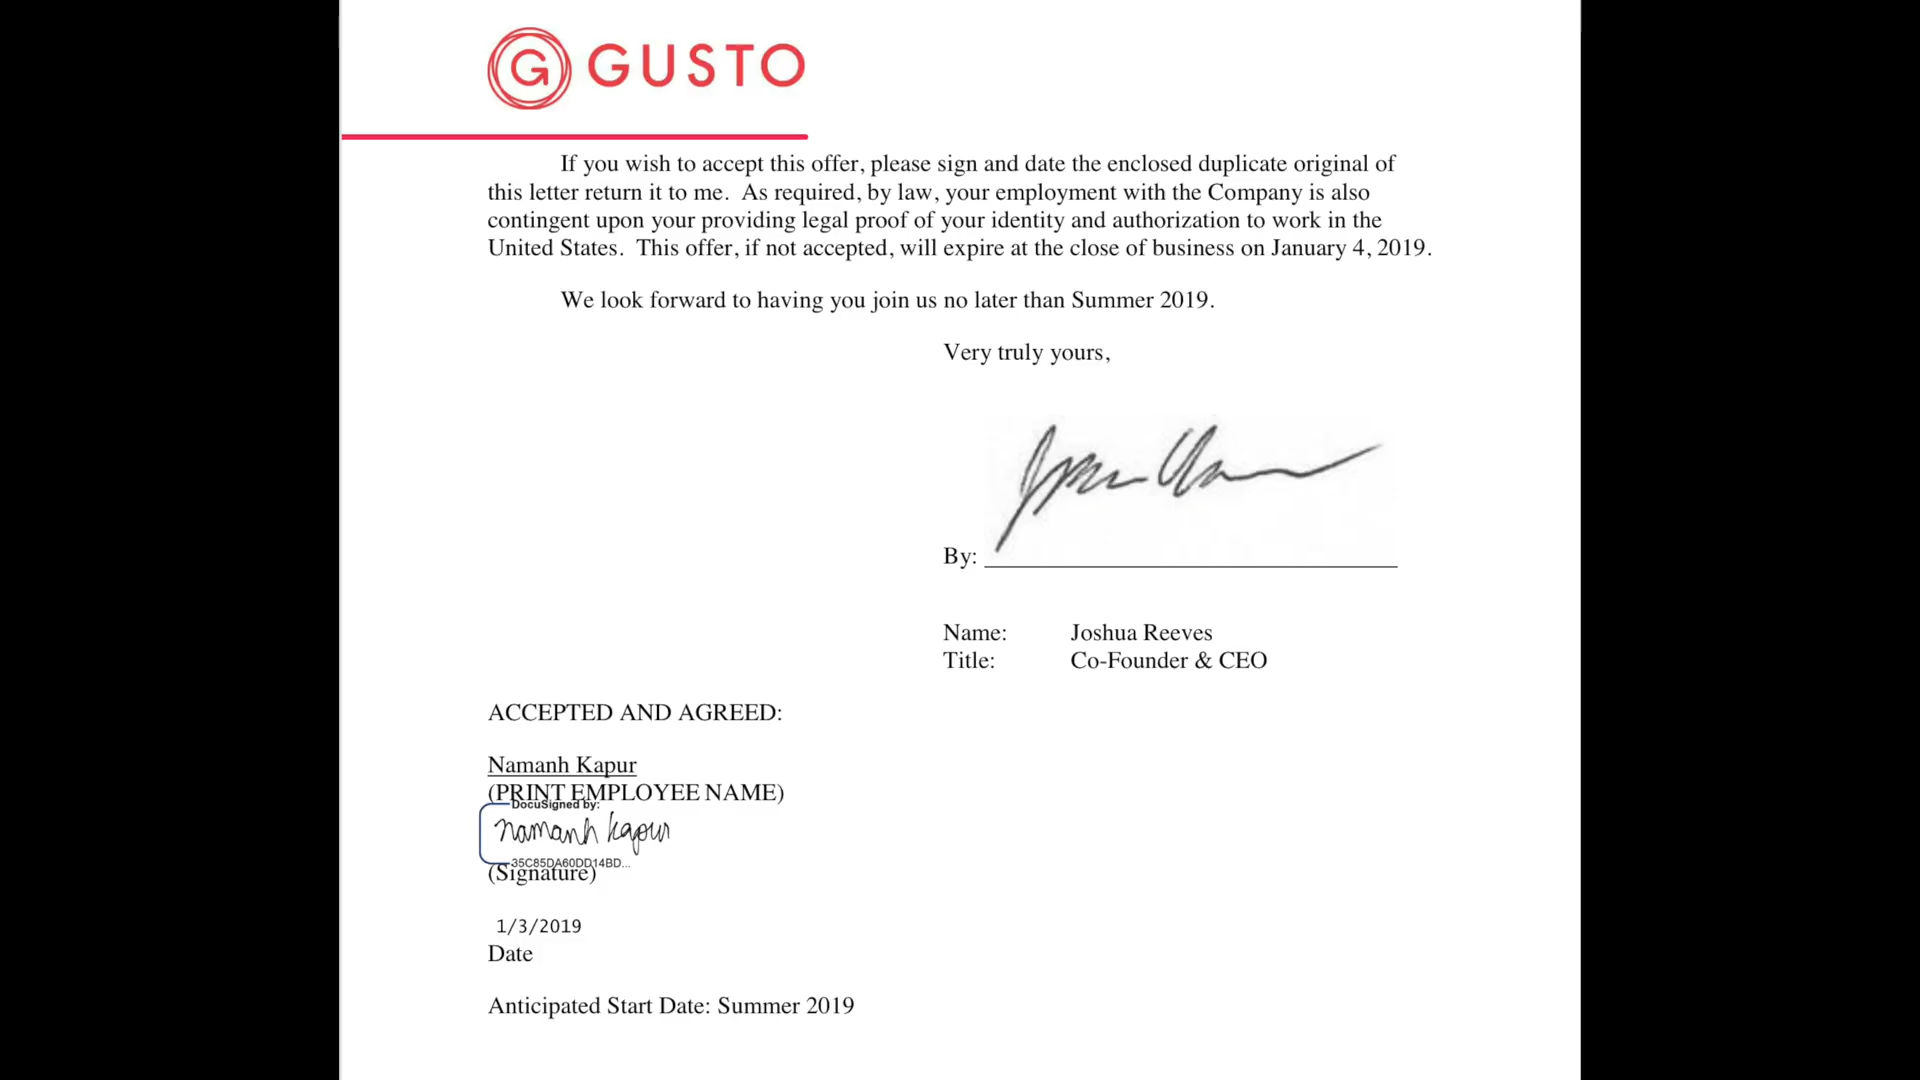 G GUSTO
If you wish to accept this offer, please sign and date the enclosed duplicate original of
this letter return it to me. As required, by law, your employment with the Company is also
contingent upon your providing legal proof of your identity and authorization to work in the
United States. This offer, if not accepted, will expire at the close of business on January 4, 2019.
We look forward to having you join us no later than Summer 2019.
Very truly yours,
By:
Name: Joshua Reeves
Title: Co-Founder & CEO
ACCEPTED AND AGREED:
Namanh Kapur
(PRINT EMPLOYEE NAME)
DocuSigned by:
namanh kapur
35C85DA60DD14BD...
(Signature)
1/3/2019
Date
Anticipated Start Date: Summer 2019